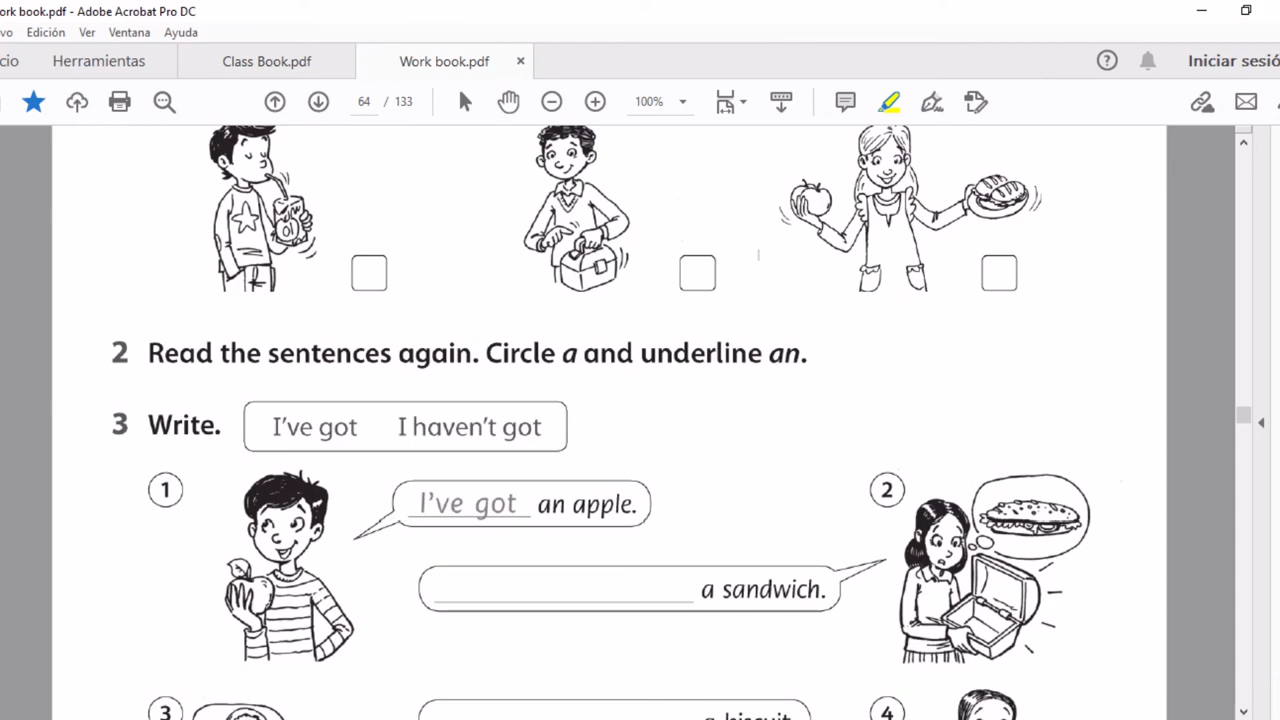 ork book.pdf - Adobe Acrobat Pro DC
vo Edición Ver Ventana Ayuda
cio Herramientas Class Book.pdf Work book.pdf × Iniciar sesió
64 / 133 100%
2 Read the sentences again. Circle a and underline an.
3 Write. I've got I haven't got
1 I've got an apple. 2
a sandwich.
3 a biscuit. 4